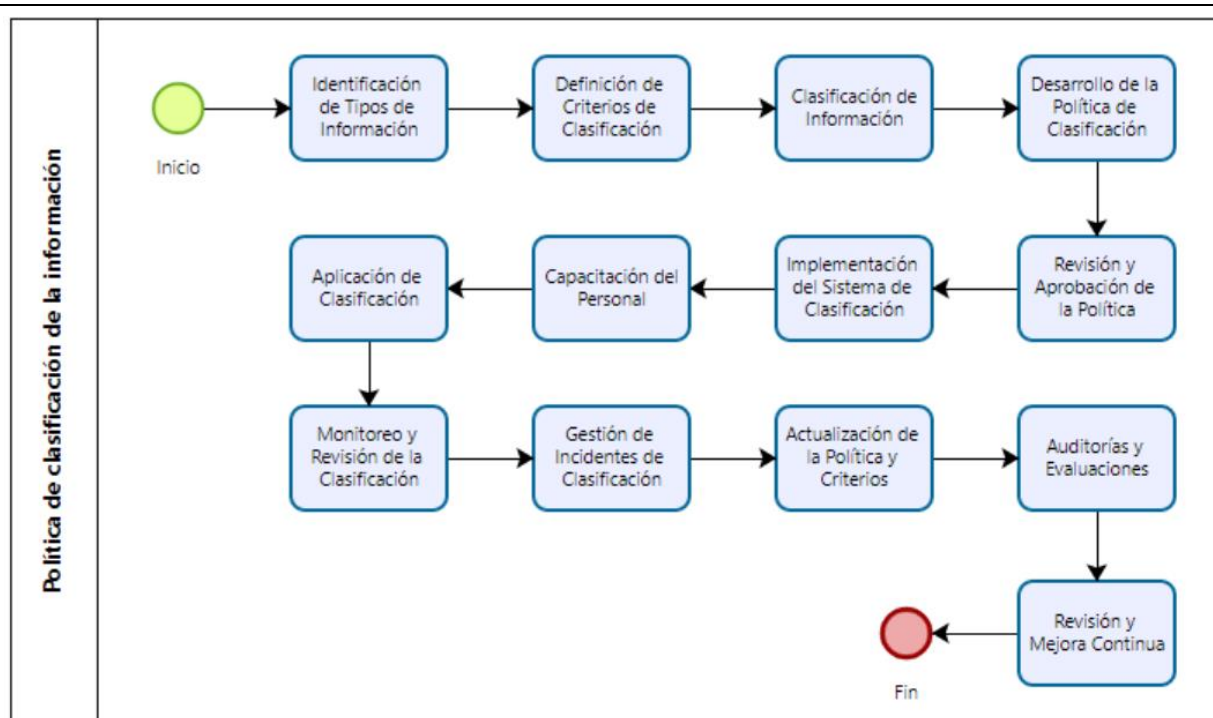 Política de clasificación de la información
Inicio
Identificación
de Tipos de
Información
Definición de
Criterios de
Clasificación
Clasificación de
Información
Desarrollo de la
Política de
Clasificación
Revisión y
Aprobación de
la Política
Implementación
del Sistema de
Clasificación
Capacitación del
Personal
Aplicación de
Clasificación
Monitoreo y
Revisión de la
Clasificación
Gestión de
Incidentes de
Clasificación
Actualización de
la Política y
Criterios
Auditorías y
Evaluaciones
Revisión y
Mejora Continua
Fin